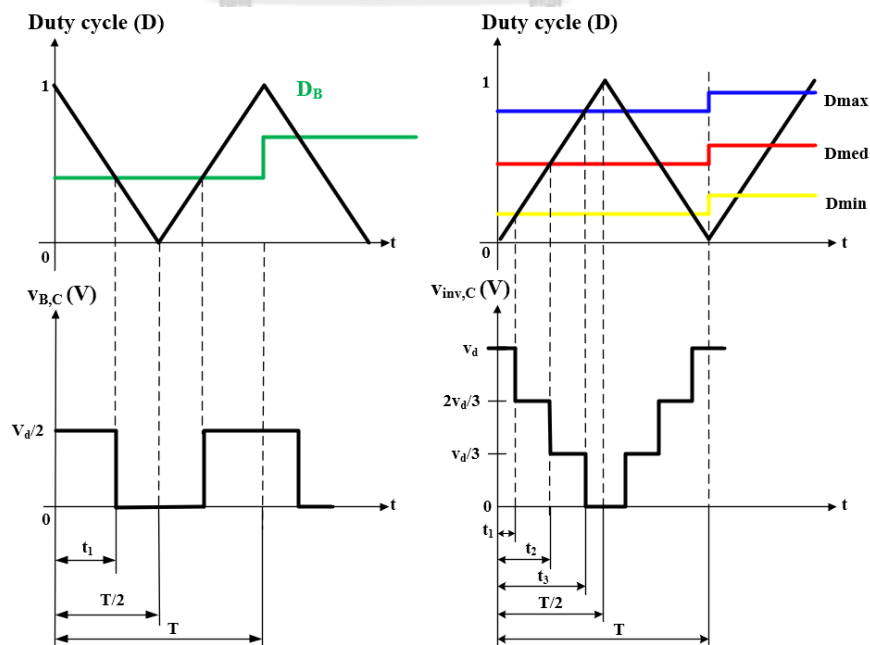 Duty cycle (D)
1
D_B
0
t
v_B,C (V)
V_d/2
0
t
t_1
T/2
T
Duty cycle (D)
1
Dmax
Dmed
Dmin
0
t
v_inv,C (V)
v_d
2v_d/3
v_d/3
0
t
t_1
t_2
t_3
T/2
T